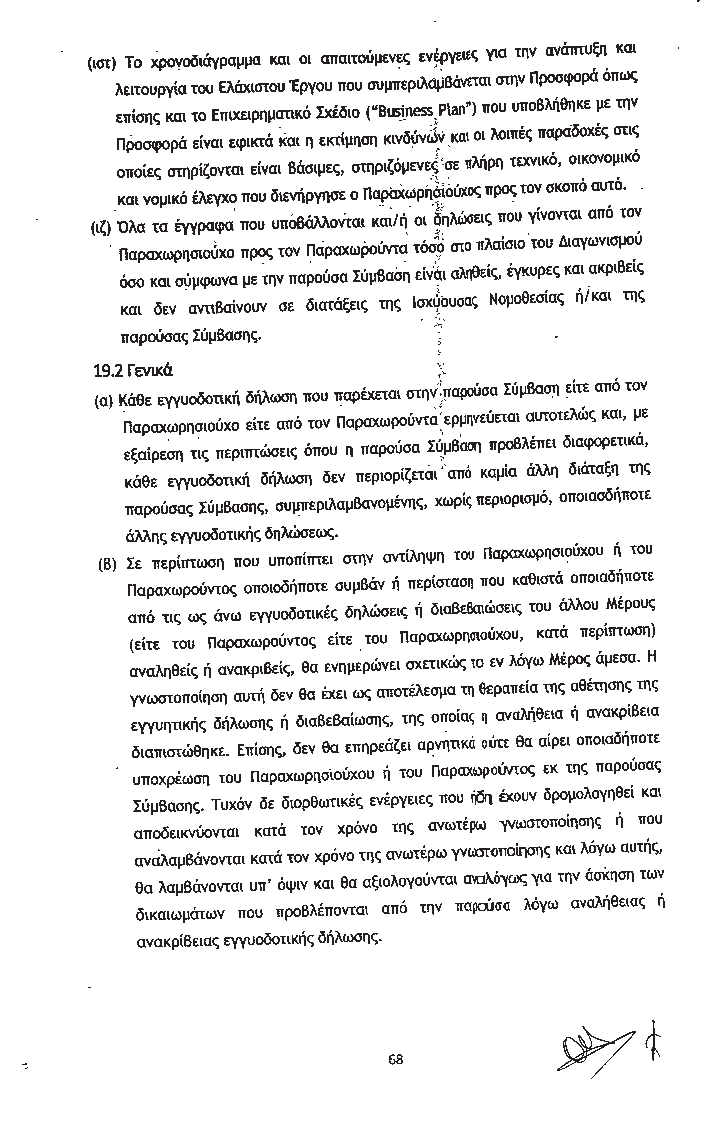 (ιστ) Το χρονοδιάγραμμα και οι απαιτούμενες ενέργειες για την ανάπτυξη και
λειτουργία του Ελάχιστου Έργου που συμπεριλαμβάνεται στην Προσφορά όπως
επίσης και το Επιχειρηματικό Σχέδιο ("Business Plan") που υποβλήθηκε με την
Προσφορά είναι εφικτά και η εκτίμηση κινδύνων και οι λοιπές παραδοχές στις
οποίες στηρίζονται είναι βάσιμες, στηριζόμενες σε πλήρη τεχνικό, οικονομικό
και νομικό έλεγχο που διενήργησε ο Παραχωρησιούχος προς τον σκοπό αυτό.
(ιζ) Όλα τα έγγραφα που υποβάλλονται και/ή οι δηλώσεις που γίνονται από τον
Παραχωρησιούχο προς τον Παραχωρούντα τόσο στο πλαίσιο του Διαγωνισμού
όσο και σύμφωνα με την παρούσα Σύμβαση είναι αληθείς, έγκυρες και ακριβείς
και δεν αντιβαίνουν σε διατάξεις της Ισχύουσας Νομοθεσίας ή/και της
παρούσας Σύμβασης.
19.2 Γενικά
(α) Κάθε εγγυοδοτική δήλωση που παρέχεται στην παρούσα Σύμβαση είτε από τον
Παραχωρησιούχο είτε από τον Παραχωρούντα ερμηνεύεται αυτοτελώς και, με
εξαίρεση τις περιπτώσεις όπου η παρούσα Σύμβαση προβλέπει διαφορετικά,
κάθε εγγυοδοτική δήλωση δεν περιορίζεται από καμία άλλη διάταξη της
παρούσας Σύμβασης, συμπεριλαμβανομένης, χωρίς περιορισμό, οποιασδήποτε
άλλης εγγυοδοτικής δηλώσεως.
(β) Σε περίπτωση που υποπίπτει στην αντίληψη του Παραχωρησιούχου ή του
Παραχωρούντος οποιοδήποτε συμβάν ή περίσταση που καθιστά οποιαδήποτε
από τις ως άνω εγγυοδοτικές δηλώσεις ή διαβεβαιώσεις του άλλου Μέρους
(είτε του Παραχωρούντος είτε του Παραχωρησιούχου, κατά περίπτωση)
αναληθείς ή ανακριβείς, θα ενημερώνει σχετικώς το εν λόγω Μέρος άμεσα. Η
γνωστοποίηση αυτή δεν θα έχει ως αποτέλεσμα τη θεραπεία της αθέτησης της
εγγυητικής δήλωσης ή διαβεβαίωσης, της οποίας η αναλήθεια ή ανακρίβεια
διαπιστώθηκε. Επίσης, δεν θα επηρεάζει αρνητικά ούτε θα αίρει οποιαδήποτε
υποχρέωση του Παραχωρησιούχου ή του Παραχωρούντος εκ της παρούσας
Σύμβασης. Τυχόν δε διορθωτικές ενέργειες που ήδη έχουν δρομολογηθεί και
αποδεικνύονται κατά τον χρόνο της ανωτέρω γνωστοποίησης ή που
αναλαμβάνονται κατά τον χρόνο της ανωτέρω γνωστοποίησης και λόγω αυτής,
θα λαμβάνονται υπ' όψιν και θα αξιολογούνται αναλόγως για την άσκηση των
δικαιωμάτων που προβλέπονται από την παρούσα λόγω αναλήθειας ή
ανακρίβειας εγγυοδοτικής δήλωσης.
68